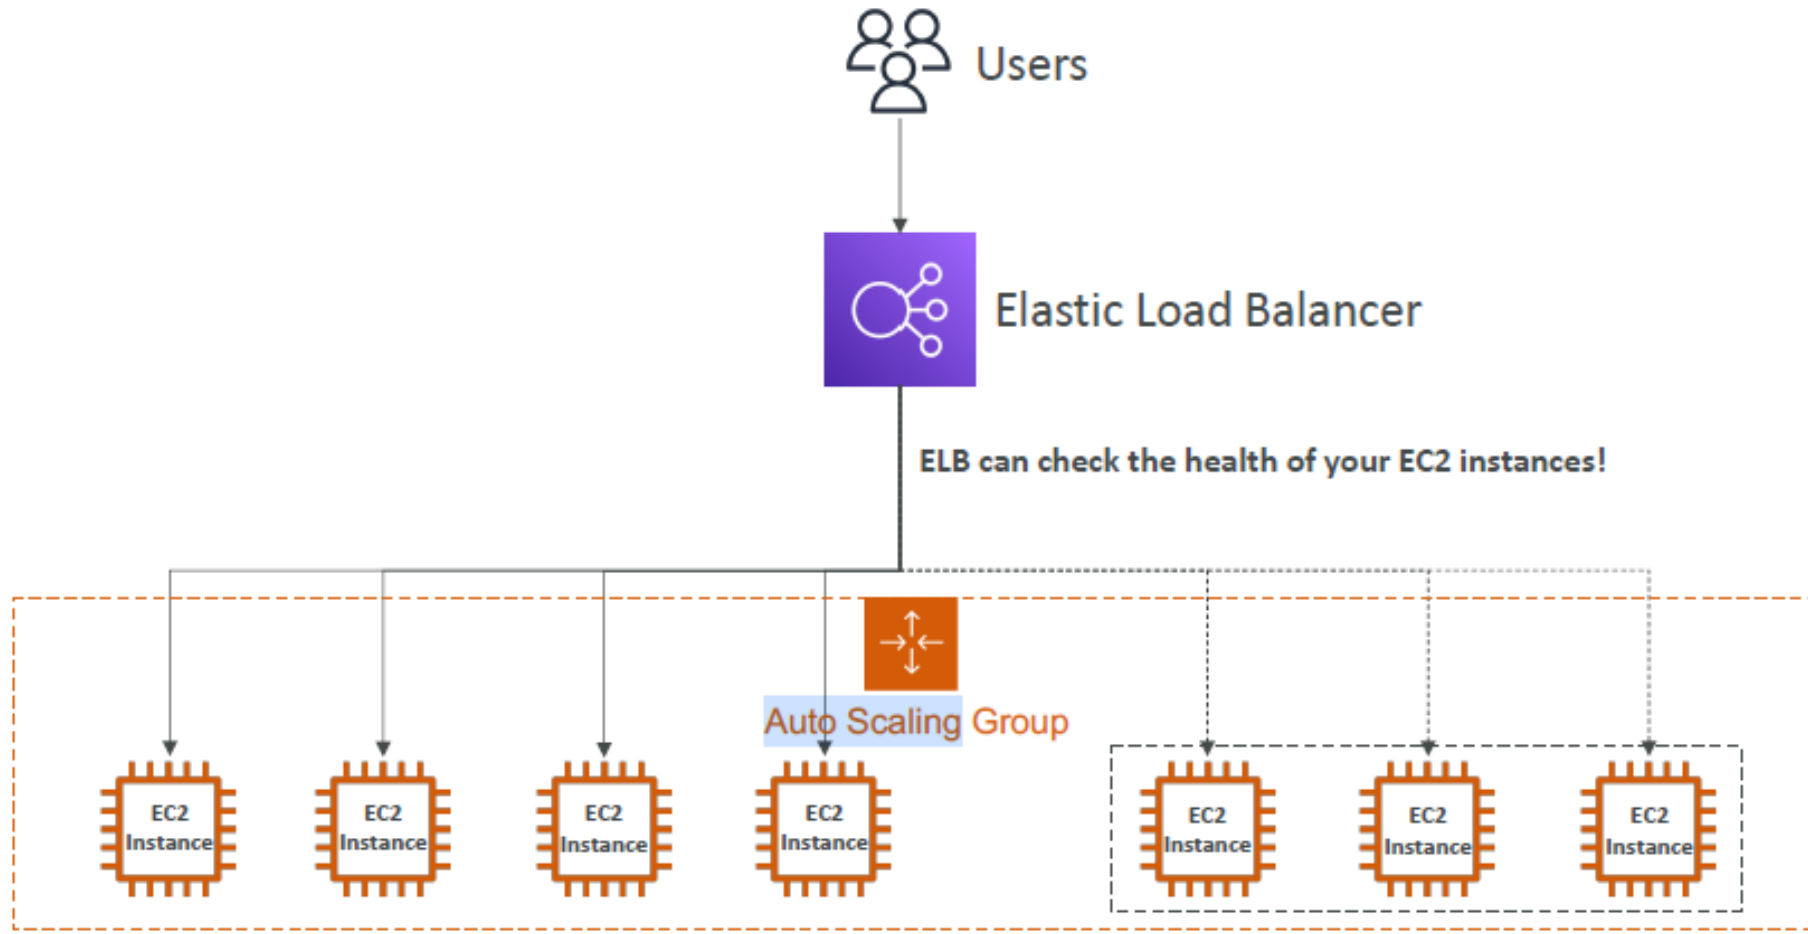 Users
Elastic Load Balancer
ELB can check the health of your EC2 instances!
Auto Scaling Group
EC2
Instance
EC2
Instance
EC2
Instance
EC2
Instance
EC2
Instance
EC2
Instance
EC2
Instance